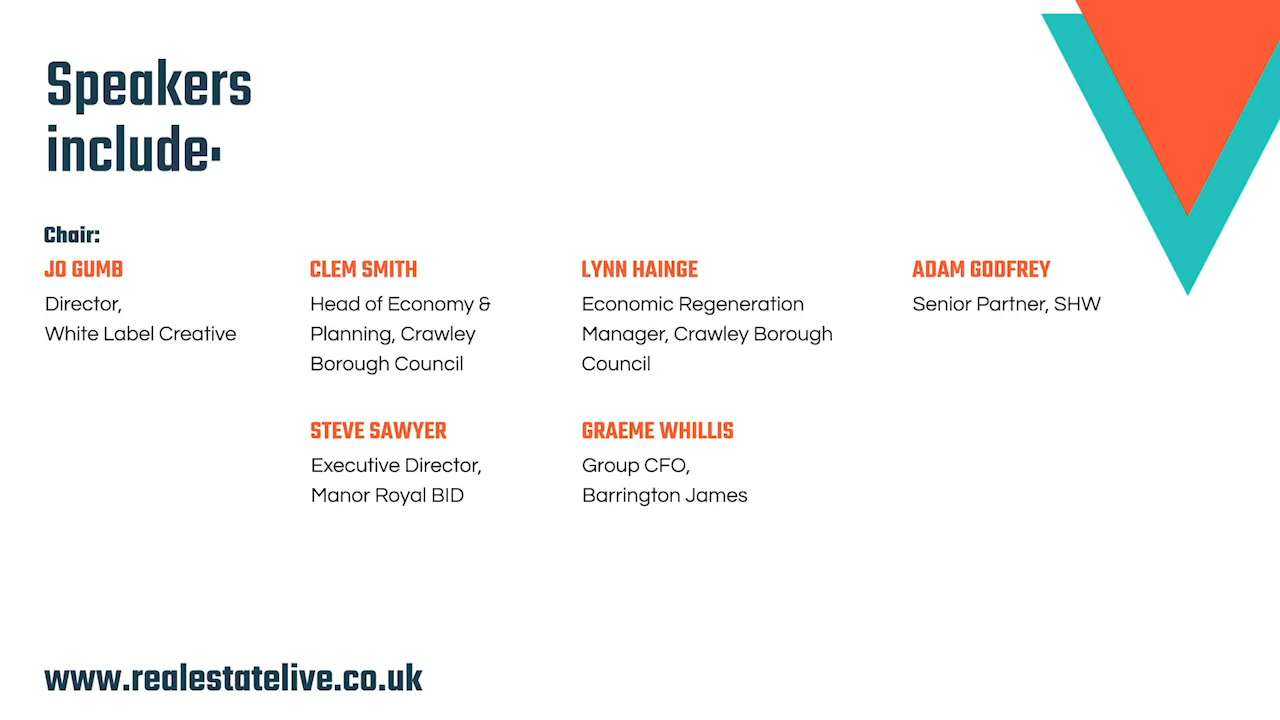 Speakers
include:
Chair:
JO GUMB
Director,
White Label Creative
CLEM SMITH
Head of Economy &
Planning, Crawley
Borough Council
LYNN HAINGE
Economic Regeneration
Manager, Crawley Borough
Council
ADAM GODFREY
Senior Partner, SHW
STEVE SAWYER
Executive Director,
Manor Royal BID
GRAEME WHILLIS
Group CFO,
Barrington James
www.realestatelive.co.uk